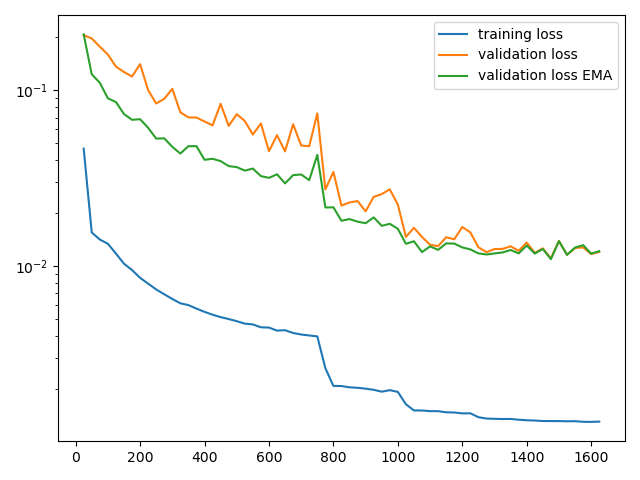 training loss
validation loss
validation loss EMA
10⁻¹
10⁻²
0 200 400 600 800 1000 1200 1400 1600